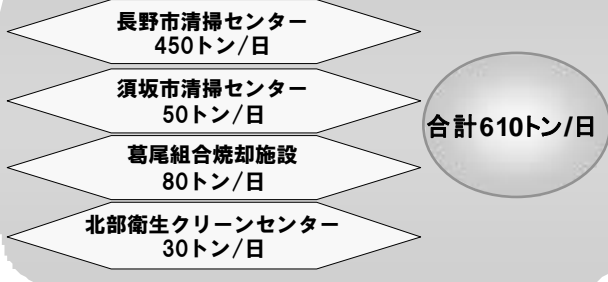 長野市清掃センター
450トン/日
須坂市清掃センター
50トン/日
葛尾組合焼却施設
80トン/日
北部衛生クリーンセンター
30トン/日
合計610トン/日